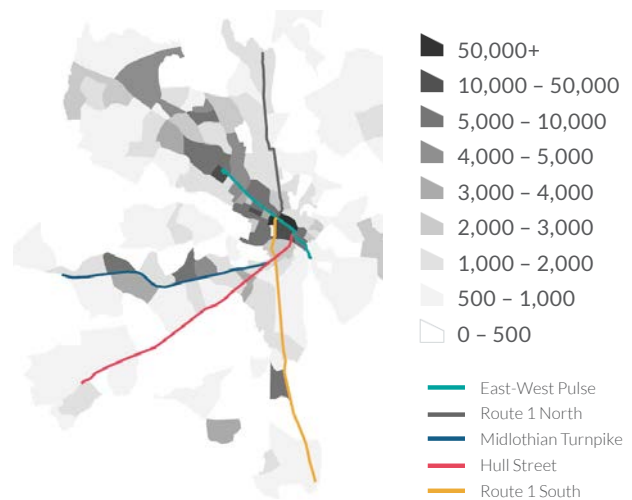 50,000+
10,000 – 50,000
5,000 – 10,000
4,000 – 5,000
3,000 – 4,000
2,000 – 3,000
1,000 – 2,000
500 – 1,000
0 – 500
East-West Pulse
Route 1 North
Midlothian Turnpike
Hull Street
Route 1 South